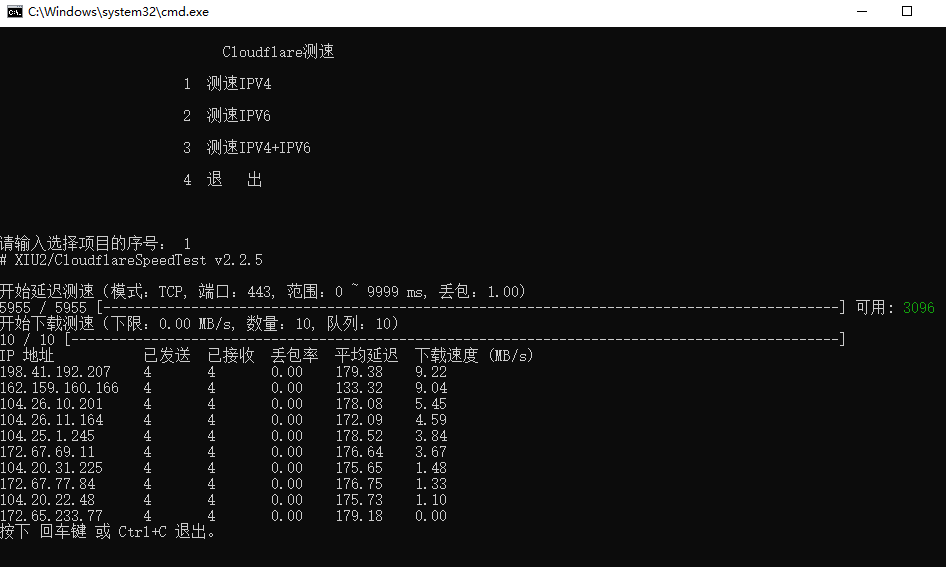 C:\Windows\system32\cmd.exe
Cloudflare测速
1 测速IPV4
2 测速IPV6
3 测速IPV4+IPV6
4 退 出
请输入选择项目的序号: 1
# XIU2/CloudflareSpeedTest v2.2.5
开始延迟测速（模式：TCP, 端口：443, 范围：0 ~ 9999 ms, 丢包：1.00)
5955 / 5955 [-----------------------------------------------------------------------------------------] 可用: 3096
开始下载测速（下限：0.00 MB/s, 数量：10, 队列：10）
10 / 10 [-----------------------------------------------------------------------------------------------]
IP 地址 已发送 已接收 丢包率 平均延迟 下载速度 (MB/s)
198.41.192.207 4 4 0.00 179.38 9.22
162.159.160.166 4 4 0.00 133.32 9.04
104.26.10.201 4 4 0.00 178.08 5.45
104.26.11.164 4 4 0.00 172.09 4.59
104.25.1.245 4 4 0.00 178.52 3.84
172.67.69.11 4 4 0.00 176.64 3.67
104.20.31.225 4 4 0.00 175.65 1.48
172.67.77.84 4 4 0.00 176.75 1.33
104.20.22.48 4 4 0.00 175.73 1.10
172.65.233.77 4 4 0.00 179.18 0.00
按下 回车键 或 Ctrl+C 退出。